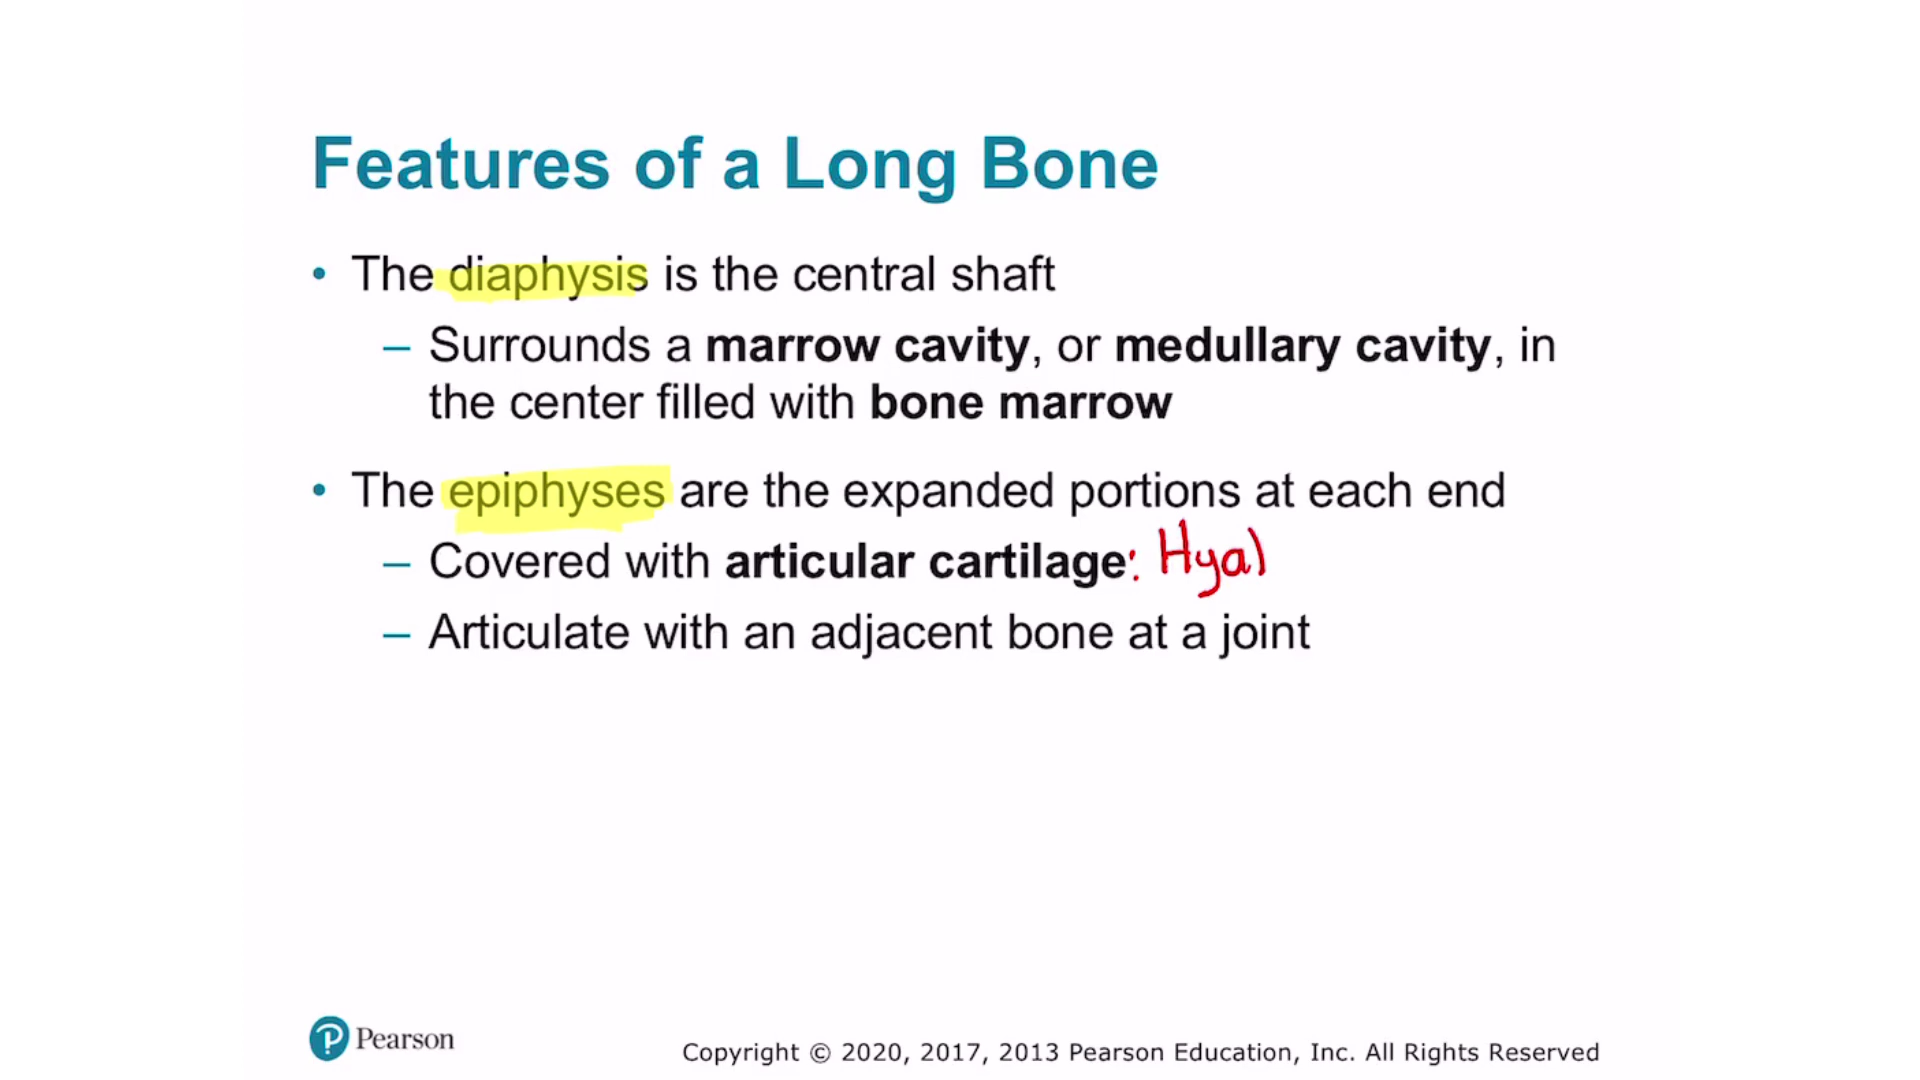 Features of a Long Bone
• The diaphysis is the central shaft
– Surrounds a marrow cavity, or medullary cavity, in
the center filled with bone marrow
• The epiphyses are the expanded portions at each end
– Covered with articular cartilage: Hyal
– Articulate with an adjacent bone at a joint
Pearson
Copyright © 2020, 2017, 2013 Pearson Education, Inc. All Rights Reserved